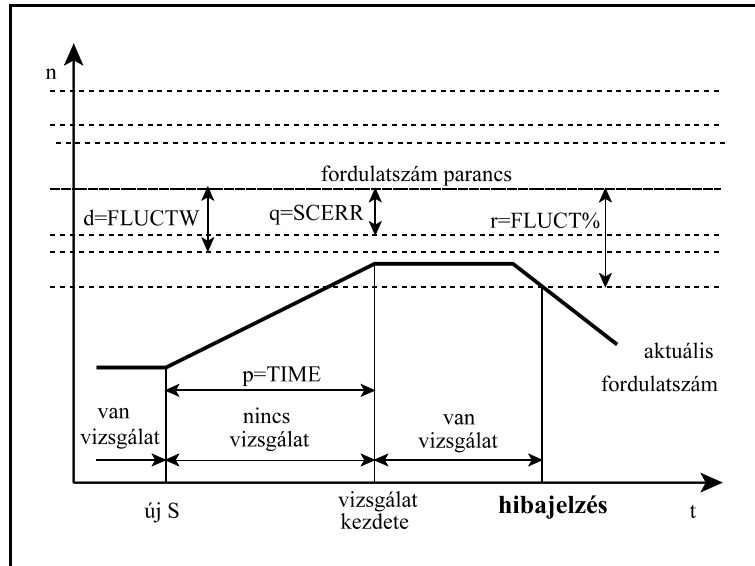 n
fordulatszám parancs
d=FLUCTW
q=SCERR
r=FLUCT%
aktuális
fordulatszám
p=TIME
van
vizsgálat
nincs
vizsgálat
van
vizsgálat
új S
vizsgálat
kezdete
hibajelzés
t